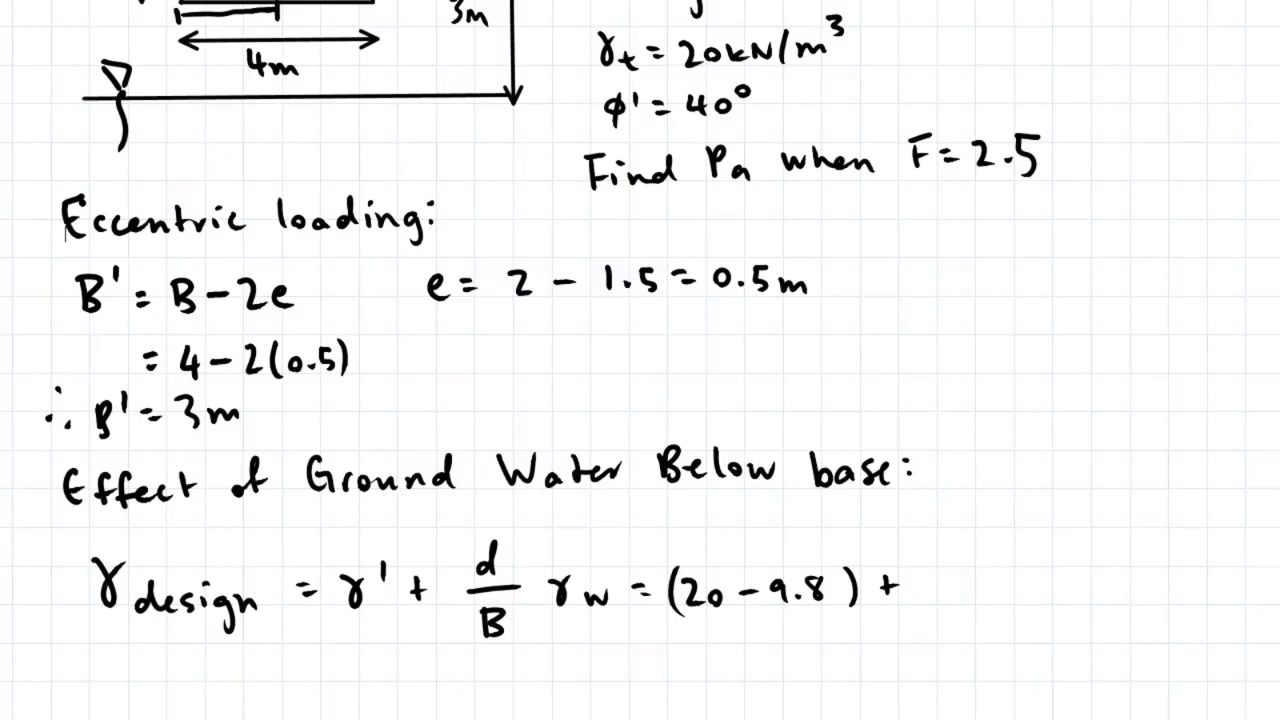 3m
4m
γt = 20kN/m³
φ' = 40°
Find Pa when F = 2.5
Eccentric loading:
B' = B - 2e
e = 2 - 1.5 = 0.5m
= 4 - 2(0.5)
∴ B' = 3m
Effect of Ground Water Below base:
γdesign = γ' + d/B γw = (20 - 9.8) +